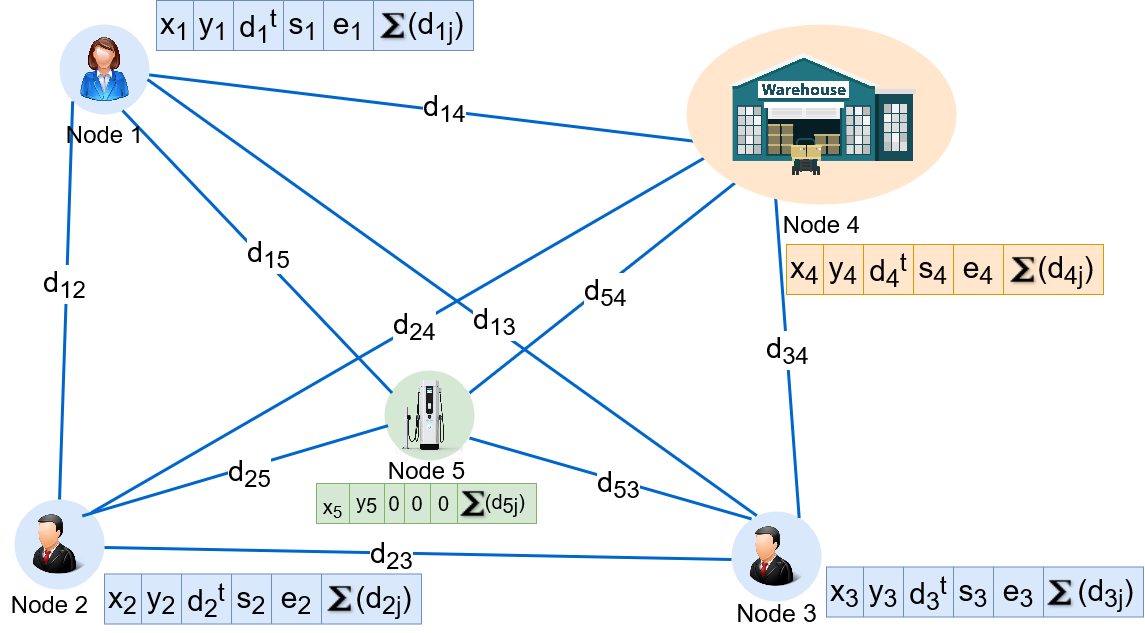 x₁ y₁ d₁ᵗ s₁ e₁ Σ(d₁ⱼ)
Node 1
Warehouse
d₁₄
Node 4
x₄ y₄ d₄ᵗ s₄ e₄ Σ(d₄ⱼ)
d₁₅
d₁₂
d₅₄
d₂₄
d₁₃
d₃₄
Node 5
d₂₅
d₅₃
x₅ y₅ 0 0 0 Σ(d₅ⱼ)
d₂₃
Node 2
x₂ y₂ d₂ᵗ s₂ e₂ Σ(d₂ⱼ)
Node 3
x₃ y₃ d₃ᵗ s₃ e₃ Σ(d₃ⱼ)